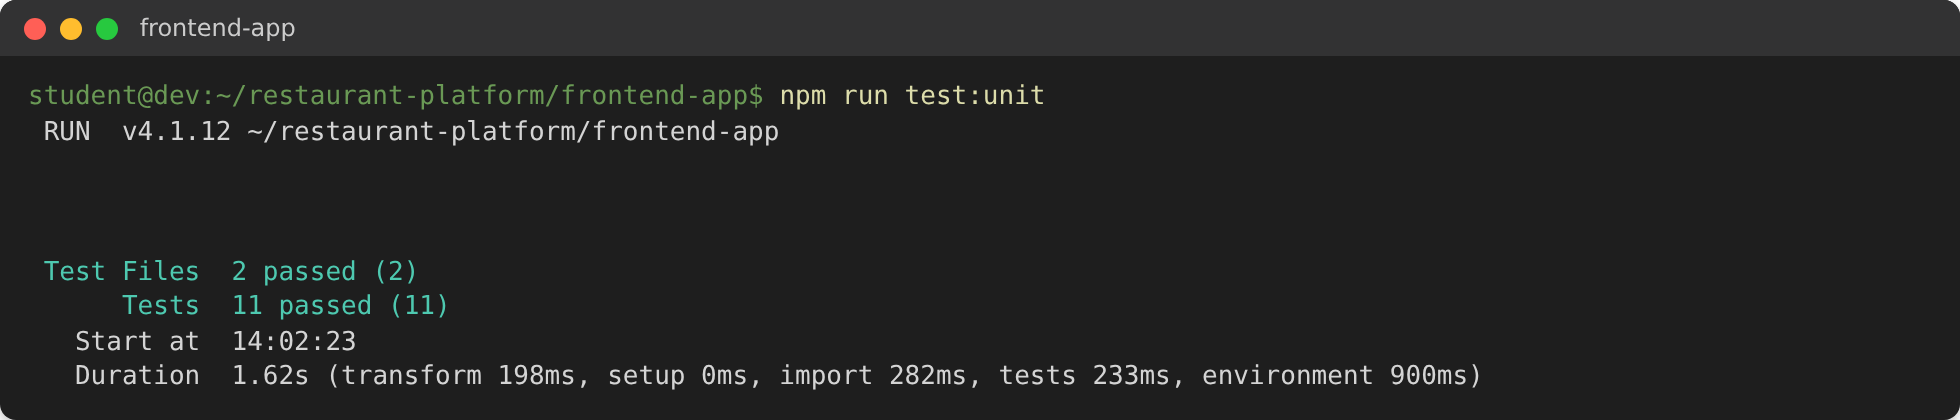 frontend-app
student@dev:~/restaurant-platform/frontend-app$ npm run test:unit
RUN  v4.1.12 ~/restaurant-platform/frontend-app
Test Files  2 passed (2)
Tests  11 passed (11)
Start at  14:02:23
Duration  1.62s (transform 198ms, setup 0ms, import 282ms, tests 233ms, environment 900ms)